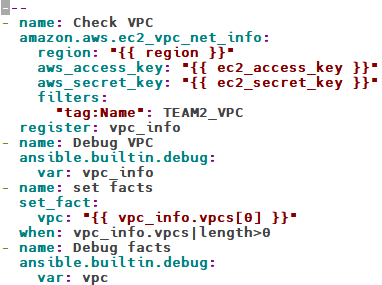 ---
- name: Check VPC
  amazon.aws.ec2_vpc_net_info:
    region: "{{ region }}"
    aws_access_key: "{{ ec2_access_key }}"
    aws_secret_key: "{{ ec2_secret_key }}"
    filters:
      "tag:Name": TEAM2_VPC
  register: vpc_info
- name: Debug VPC
  ansible.builtin.debug:
    var: vpc_info
- name: set facts
  set_fact:
    vpc: "{{ vpc_info.vpcs[0] }}"
  when: vpc_info.vpcs|length>0
- name: Debug facts
  ansible.builtin.debug:
    var: vpc